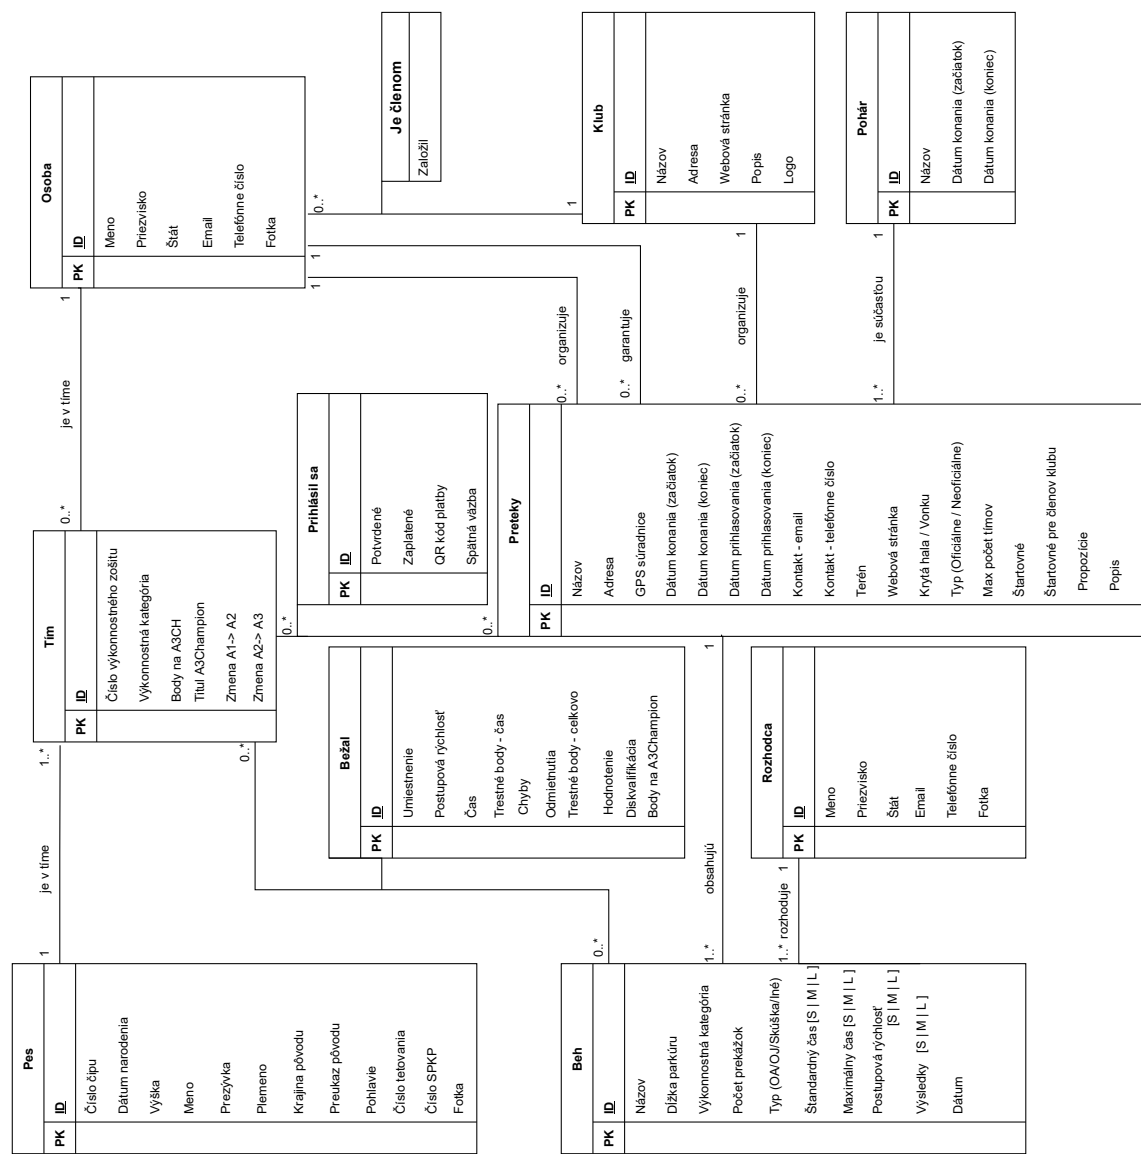 Pes
PK ID
Číslo čipu
Dátum narodenia
Výška
Meno
Prezývka
Plemeno
Krajina pôvodu
Preukaz pôvodu
Pohlavie
Číslo tetovania
Číslo SPKP
Fotka
1
je v tíme
1..*
Tím
PK ID
Číslo výkonnostného zošitu
Výkonnostná kategória
Body na A3CH
Titul A3Champion
Zmena A1-> A2
Zmena A2-> A3
0..*
je v tíme
1
Osoba
PK ID
Meno
Priezvisko
Štát
Email
Telefónne číslo
Fotka
0..*
0..*
Bežal
PK ID
Umiestnenie
Postupová rýchlosť
Čas
Trestné body - čas
Chyby
Odmietnutia
Trestné body - celkovo
Hodnotenie
Diskvalifikácia
Body na A3Champion
0..*
Prihlásil sa
PK ID
Potvrdené
Zaplatené
QR kód platby
Spätná väzba
0..*
1
1
0..*
Je členom
Založil
1
Beh
PK ID
Názov
Dĺžka parkúru
Výkonnostná kategória
Počet prekážok
Typ (OA/OJ/Skúška/Iné)
Štandardný čas [S | M | L ]
Maximálny čas [S | M | L ]
Postupová rýchlosť
[S | M | L ]
Výsledky [S | M | L ]
Dátum
1..*
obsahujú
1
1..* rozhoduje 1
Rozhodca
PK ID
Meno
Priezvisko
Štát
Email
Telefónne číslo
Fotka
Preteky
PK ID
Názov
Adresa
GPS súradnice
Dátum konania (začiatok)
Dátum konania (koniec)
Dátum prihlasovania (začiatok)
Dátum prihlasovania (koniec)
Kontakt - email
Kontakt - telefónne číslo
Terén
Webová stránka
Krytá hala / Vonku
Typ (Oficiálne / Neoficiálne)
Max počet tímov
Štartovné
Štartovné pre členov klubu
Propozície
Popis
0..* organizuje
0..* garantuje
0..* organizuje 1
1..* je súčasťou 1
Klub
PK ID
Názov
Adresa
Webová stránka
Popis
Logo
Pohár
PK ID
Názov
Dátum konania (začiatok)
Dátum konania (koniec)